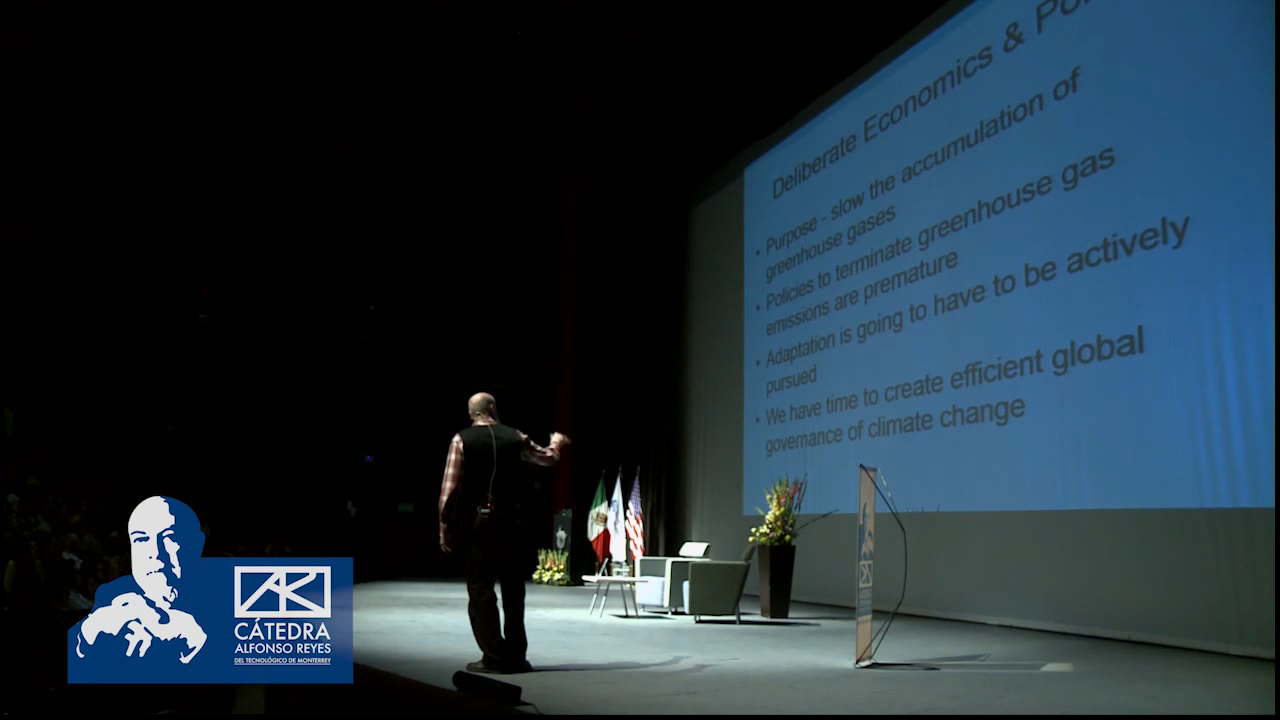 Deliberate Economics &
• Purpose - slow the accumulation of
greenhouse gases
• Policies to terminate greenhouse gas
emissions are premature
• Adaptation is going to have to be actively
pursued
• We have time to create efficient global
governance of climate change
AR
CÁTEDRA
ALFONSO REYES
DEL TECNOLÓGICO DE MONTERREY